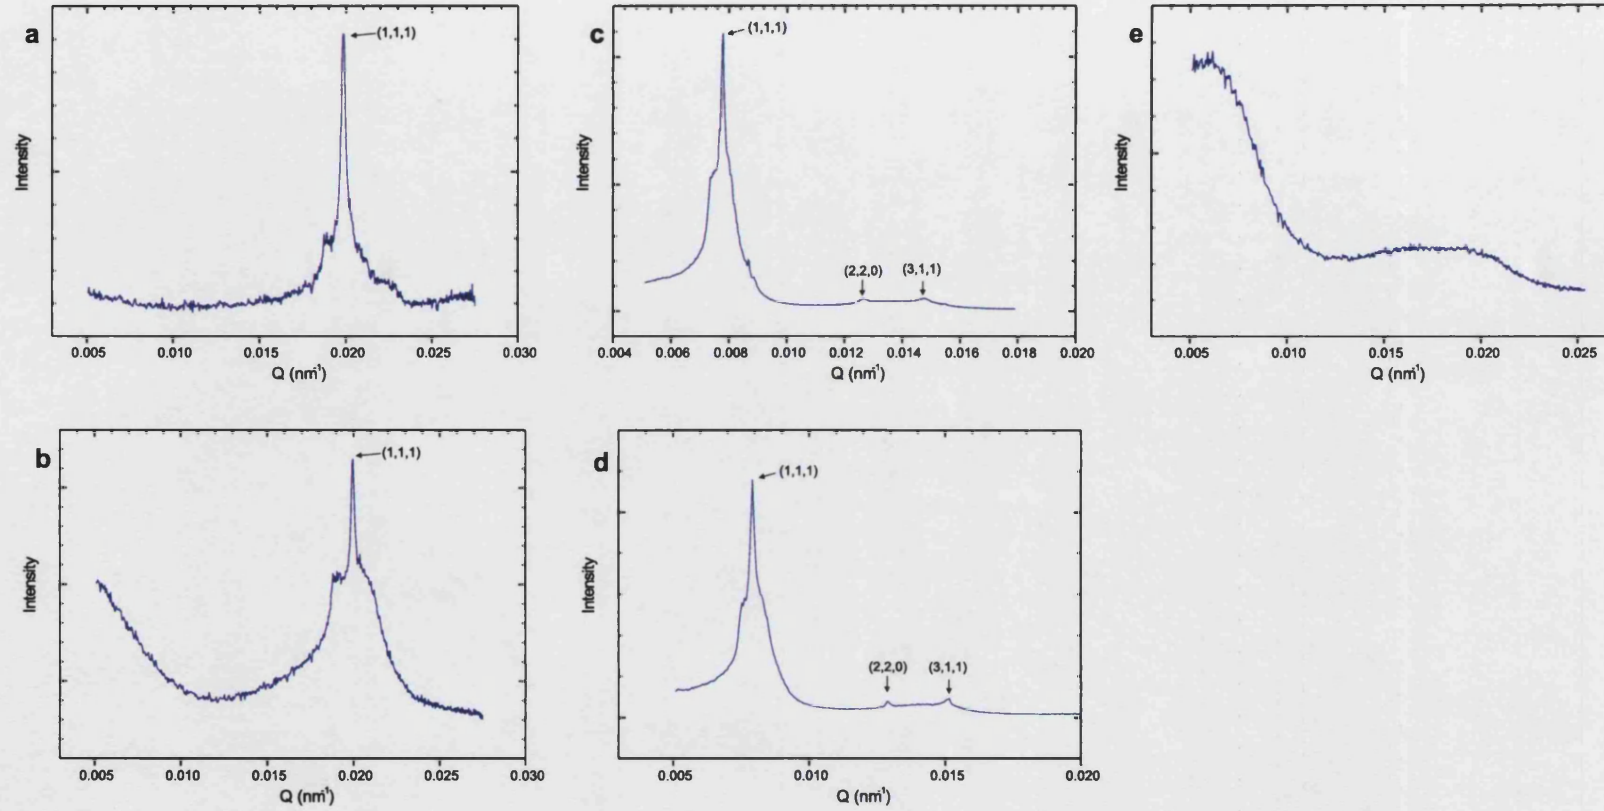 a
(1,1,1)
Intensity
0.005 0.010 0.015 0.020 0.025 0.030
Q (nm⁻¹)
c
(1,1,1)
(2,2,0) (3,1,1)
Intensity
0.004 0.006 0.008 0.010 0.012 0.014 0.016 0.018 0.020
Q (nm⁻¹)
e
Intensity
0.005 0.010 0.015 0.020 0.025
Q (nm⁻¹)
b
(1,1,1)
Intensity
0.005 0.010 0.015 0.020 0.025 0.030
Q (nm⁻¹)
d
(1,1,1)
(2,2,0) (3,1,1)
Intensity
0.005 0.010 0.015 0.020
Q (nm⁻¹)